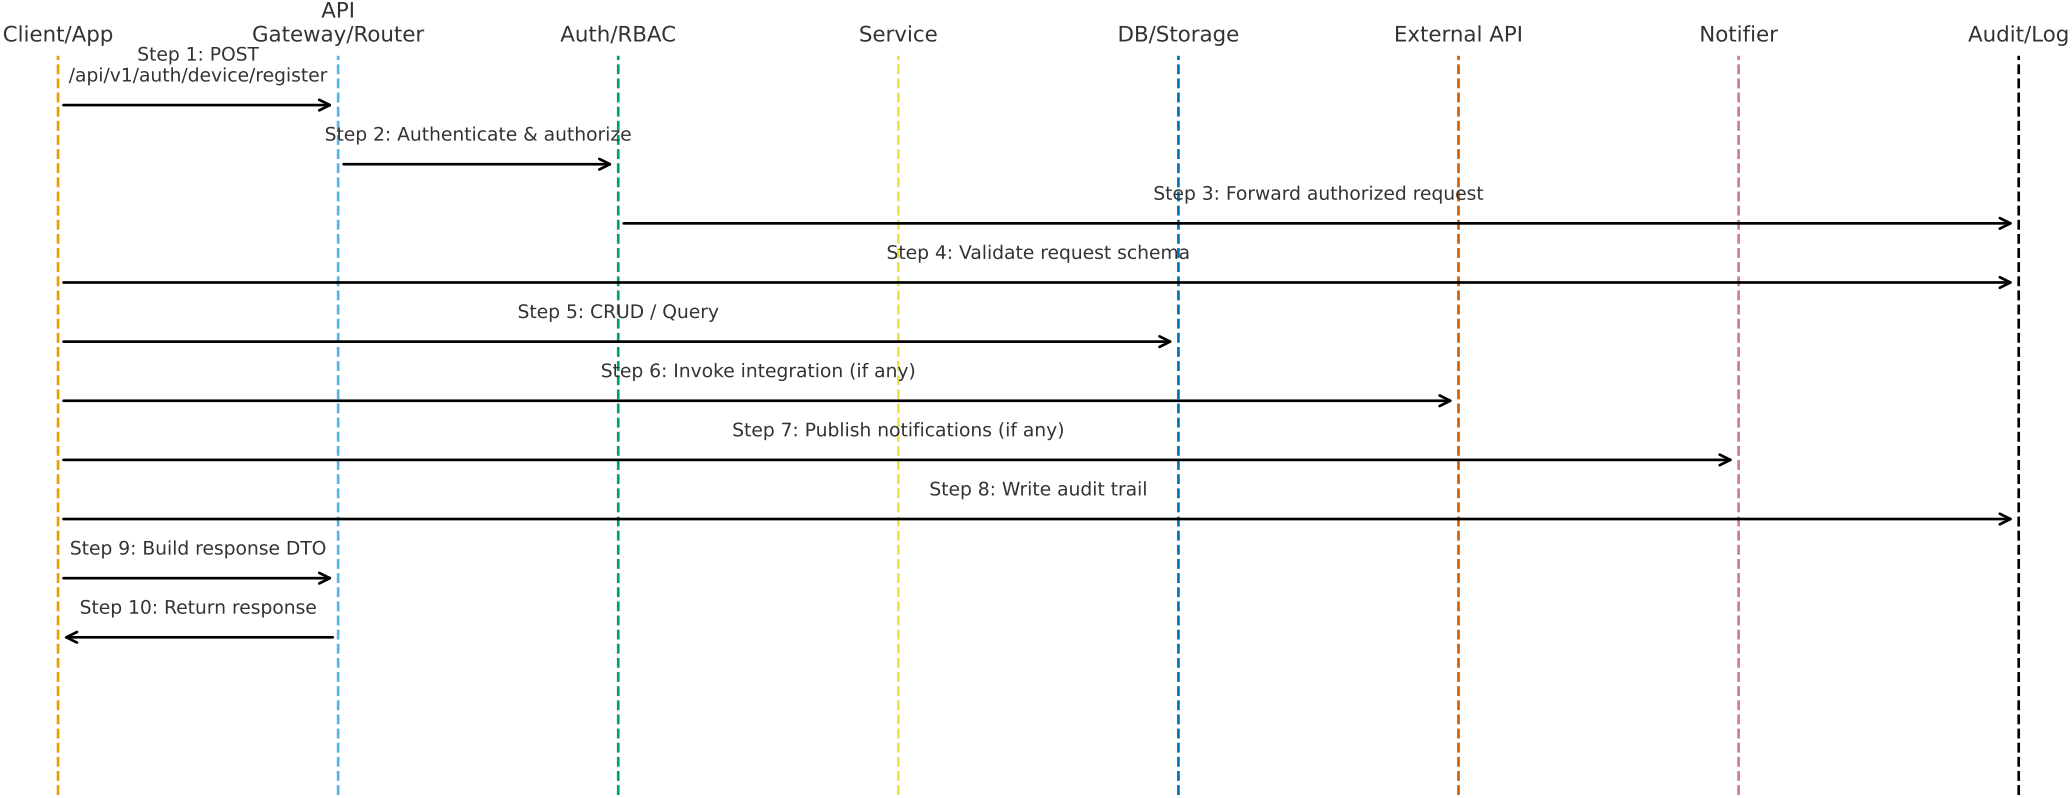 API
Client/App
Gateway/Router
Auth/RBAC
Service
DB/Storage
External API
Notifier
Audit/Log
Step 1: POST
/api/v1/auth/device/register
Step 2: Authenticate & authorize
Step 3: Forward authorized request
Step 4: Validate request schema
Step 5: CRUD / Query
Step 6: Invoke integration (if any)
Step 7: Publish notifications (if any)
Step 8: Write audit trail
Step 9: Build response DTO
Step 10: Return response